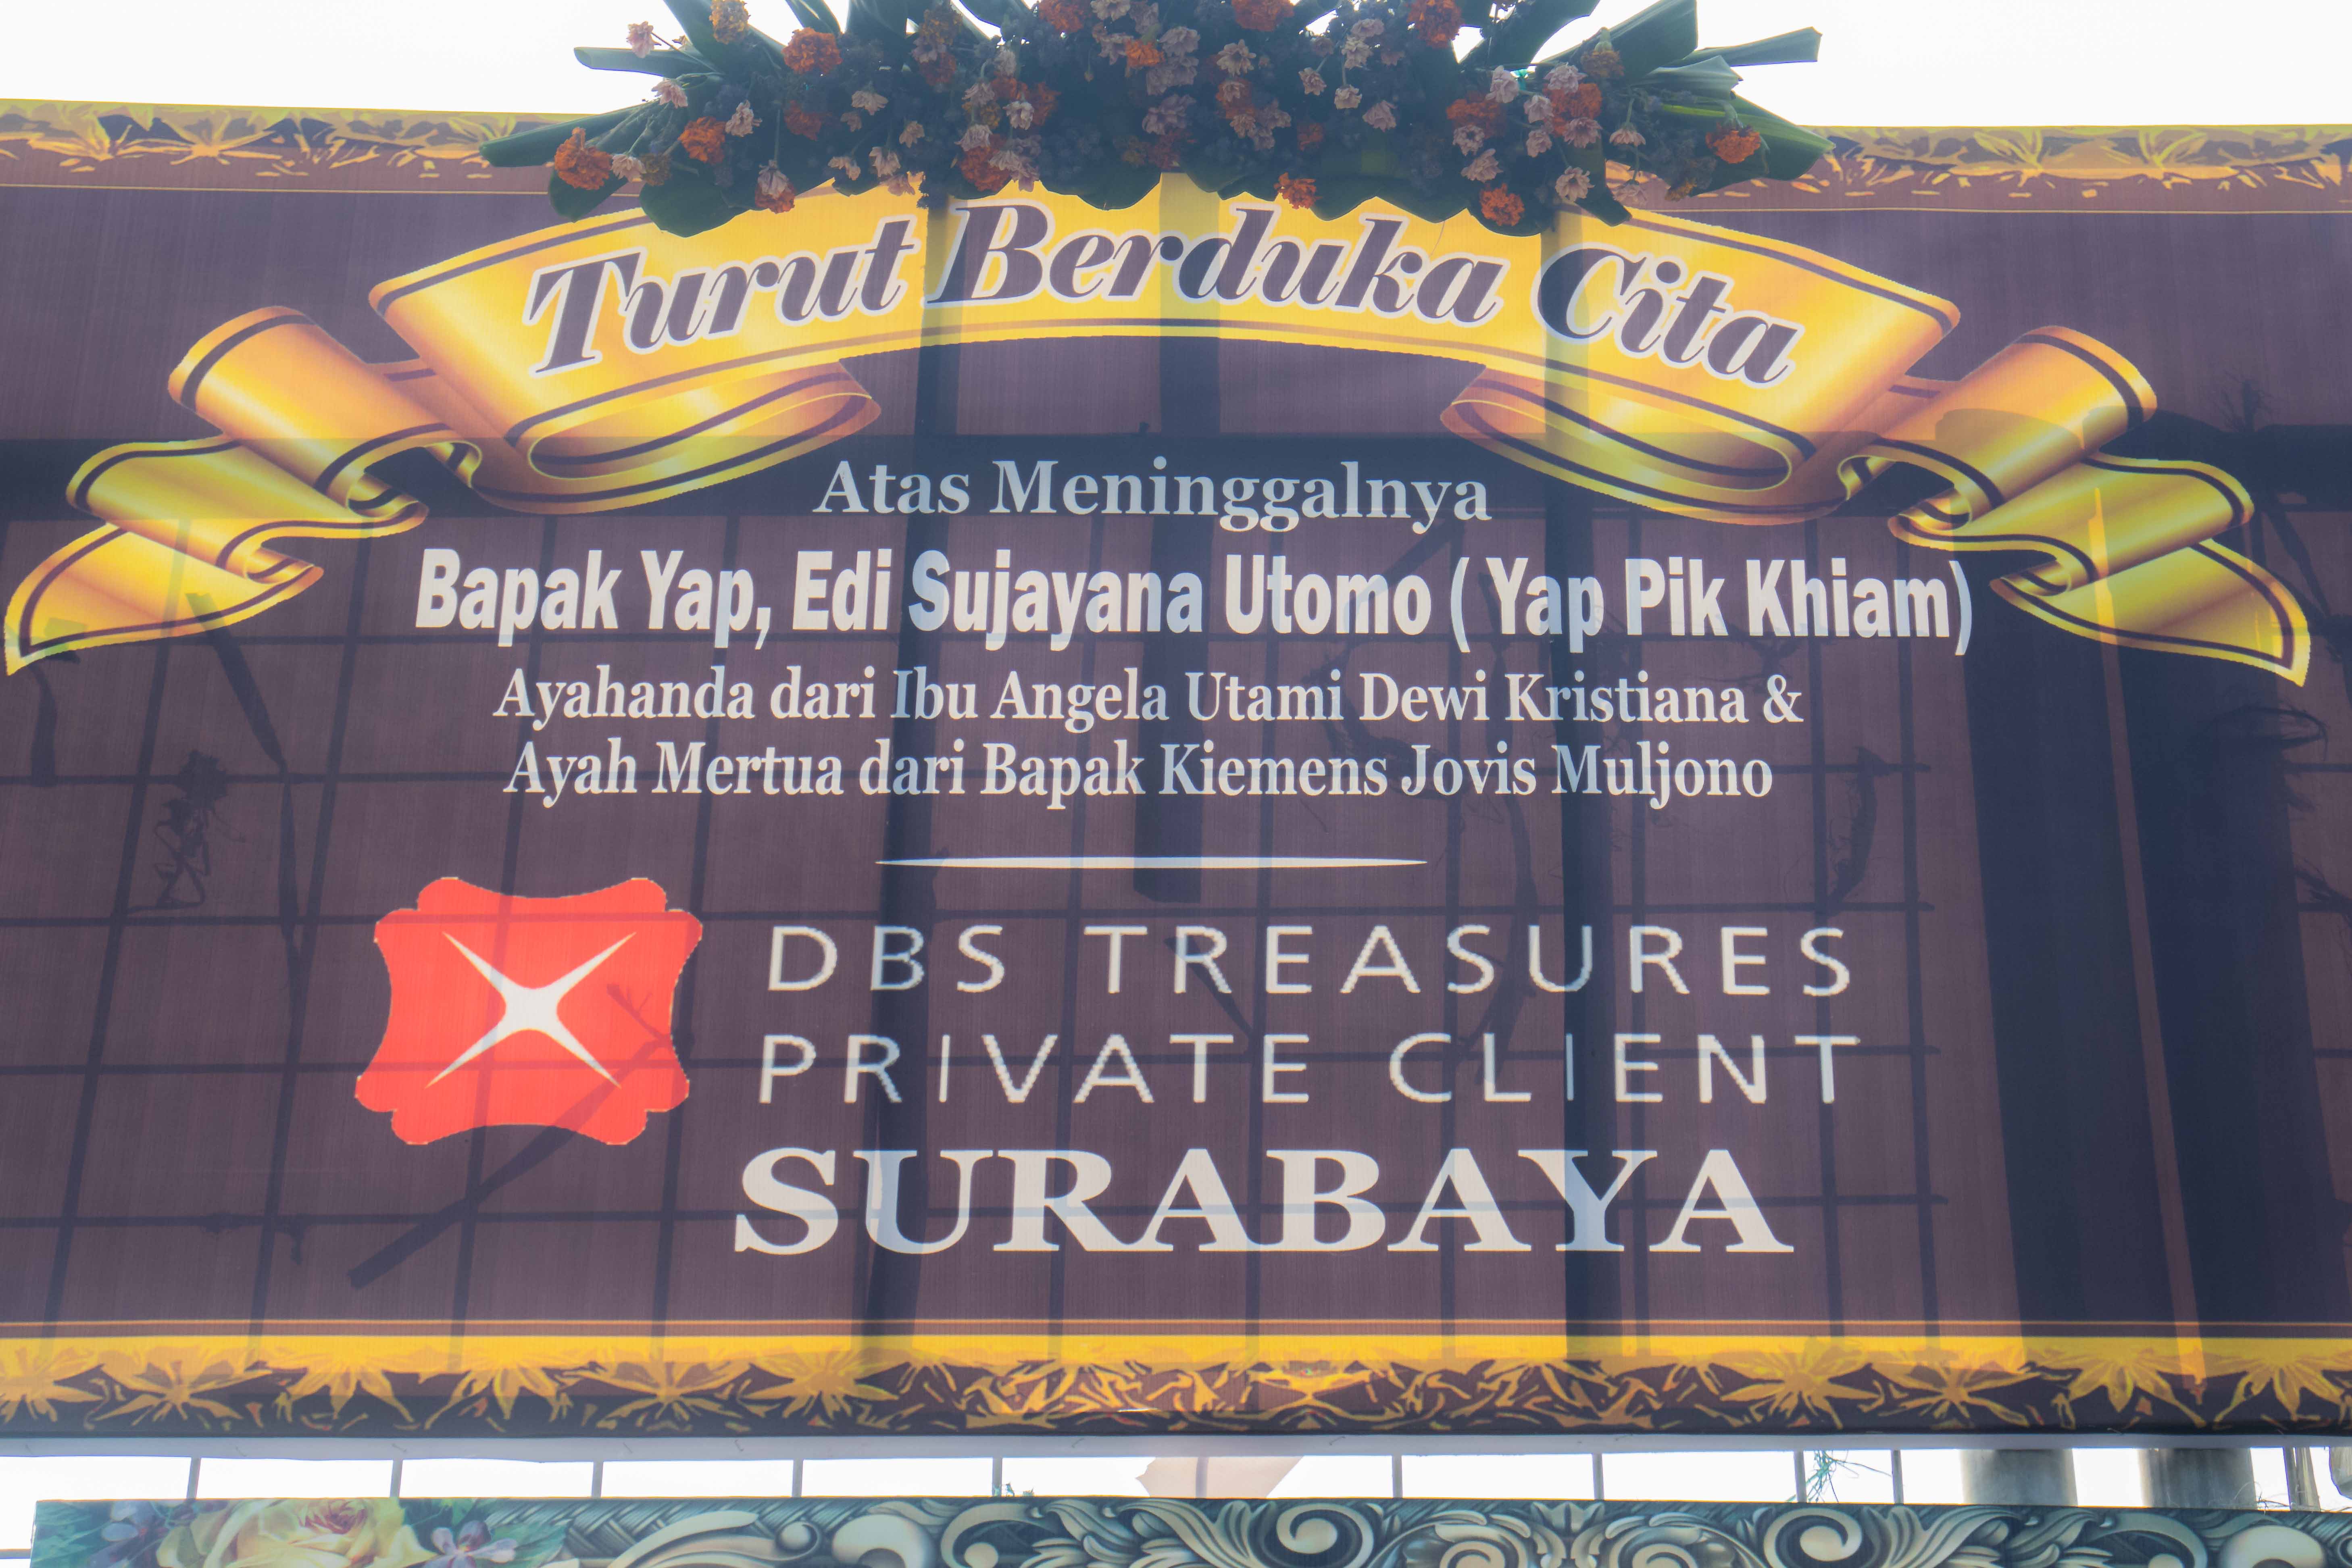 Turut Berduka Cita
Atas Meninggalnya
Bapak Yap, Edi Sujayana Utomo ( Yap Pik Khiam)
Ayahanda dari Ibu Angela Utami Dewi Kristiana &
Ayah Mertua dari Bapak Kiemens Jovis Muljono
DBS TREASURES
PRIVATE CLIENT
SURABAYA